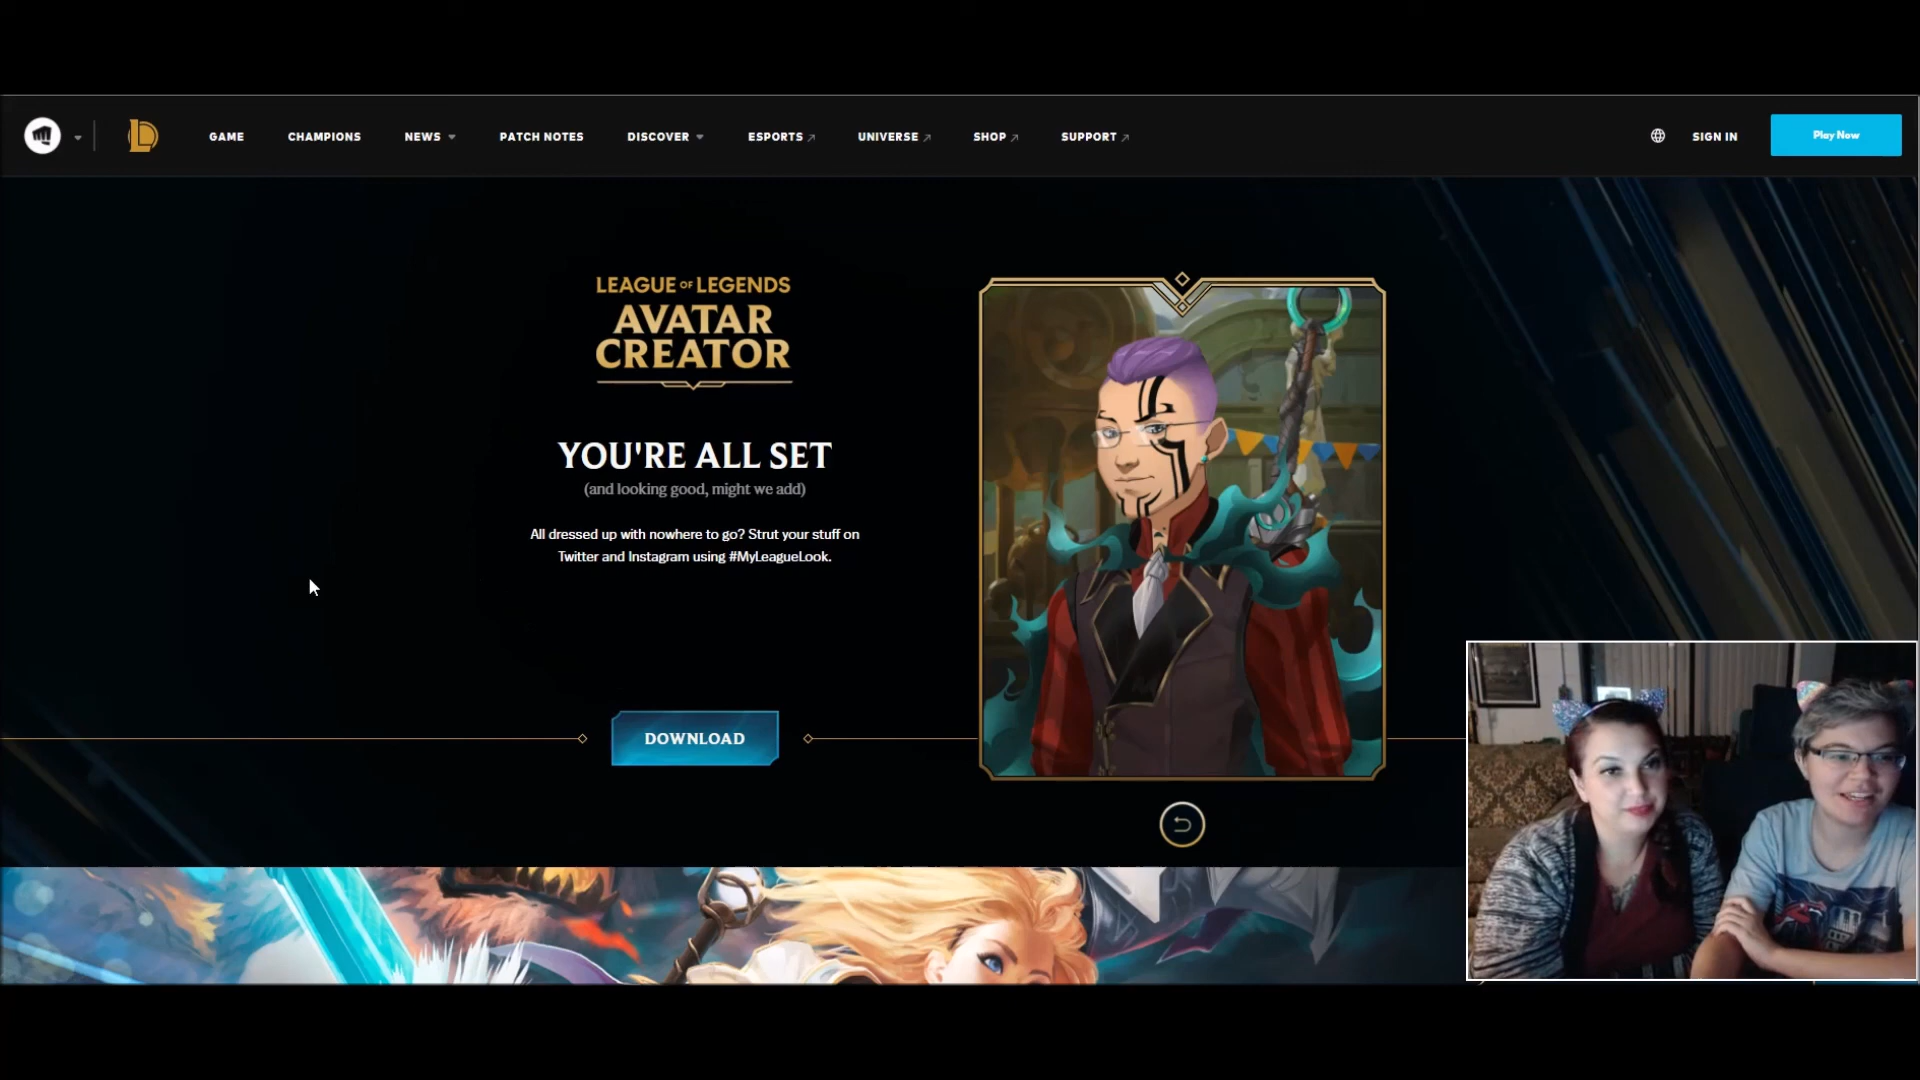 GAME CHAMPIONS NEWS PATCH NOTES DISCOVER ESPORTS UNIVERSE SHOP SUPPORT SIGN IN Play Now
LEAGUE OF LEGENDS
AVATAR
CREATOR
YOU'RE ALL SET
(and looking good, might we add)
All dressed up with nowhere to go? Strut your stuff on
Twitter and Instagram using #MyLeagueLook.
DOWNLOAD